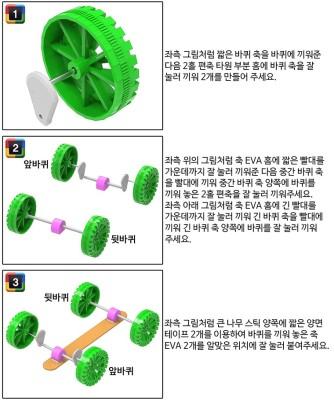 1
좌측 그림처럼 짧은 바퀴 축을 바퀴에 끼워준
다음 2홀 편축 타원 부분 홈에 바퀴 축을 잘
눌러 끼워 2개를 만들어 주세요.
2
앞바퀴
뒷바퀴
좌측 위의 그림처럼 축 EVA 홈에 짧은 빨대를
가운데까지 잘 눌러 끼워준 다음 중간 바퀴 축
을 빨대에 끼워 중간 바퀴 축 양쪽에 바퀴를
끼워 놓은 2홀 편축을 잘 눌러 끼워주세요.
좌측 아래 그림처럼 축 EVA 홈에 긴 빨대를
가운데까지 잘 눌러 끼워 긴 바퀴 축을 빨대에
끼워 긴 바퀴 축 양쪽에 바퀴를 잘 눌러 끼워
주세요.
3
뒷바퀴
앞바퀴
좌측 그림처럼 큰 나무 스틱 양쪽에 짧은 양면
테이프 2개를 이용하여 바퀴를 끼워 놓은 축
EVA 2개를 알맞은 위치에 잘 눌러 붙여주세요.